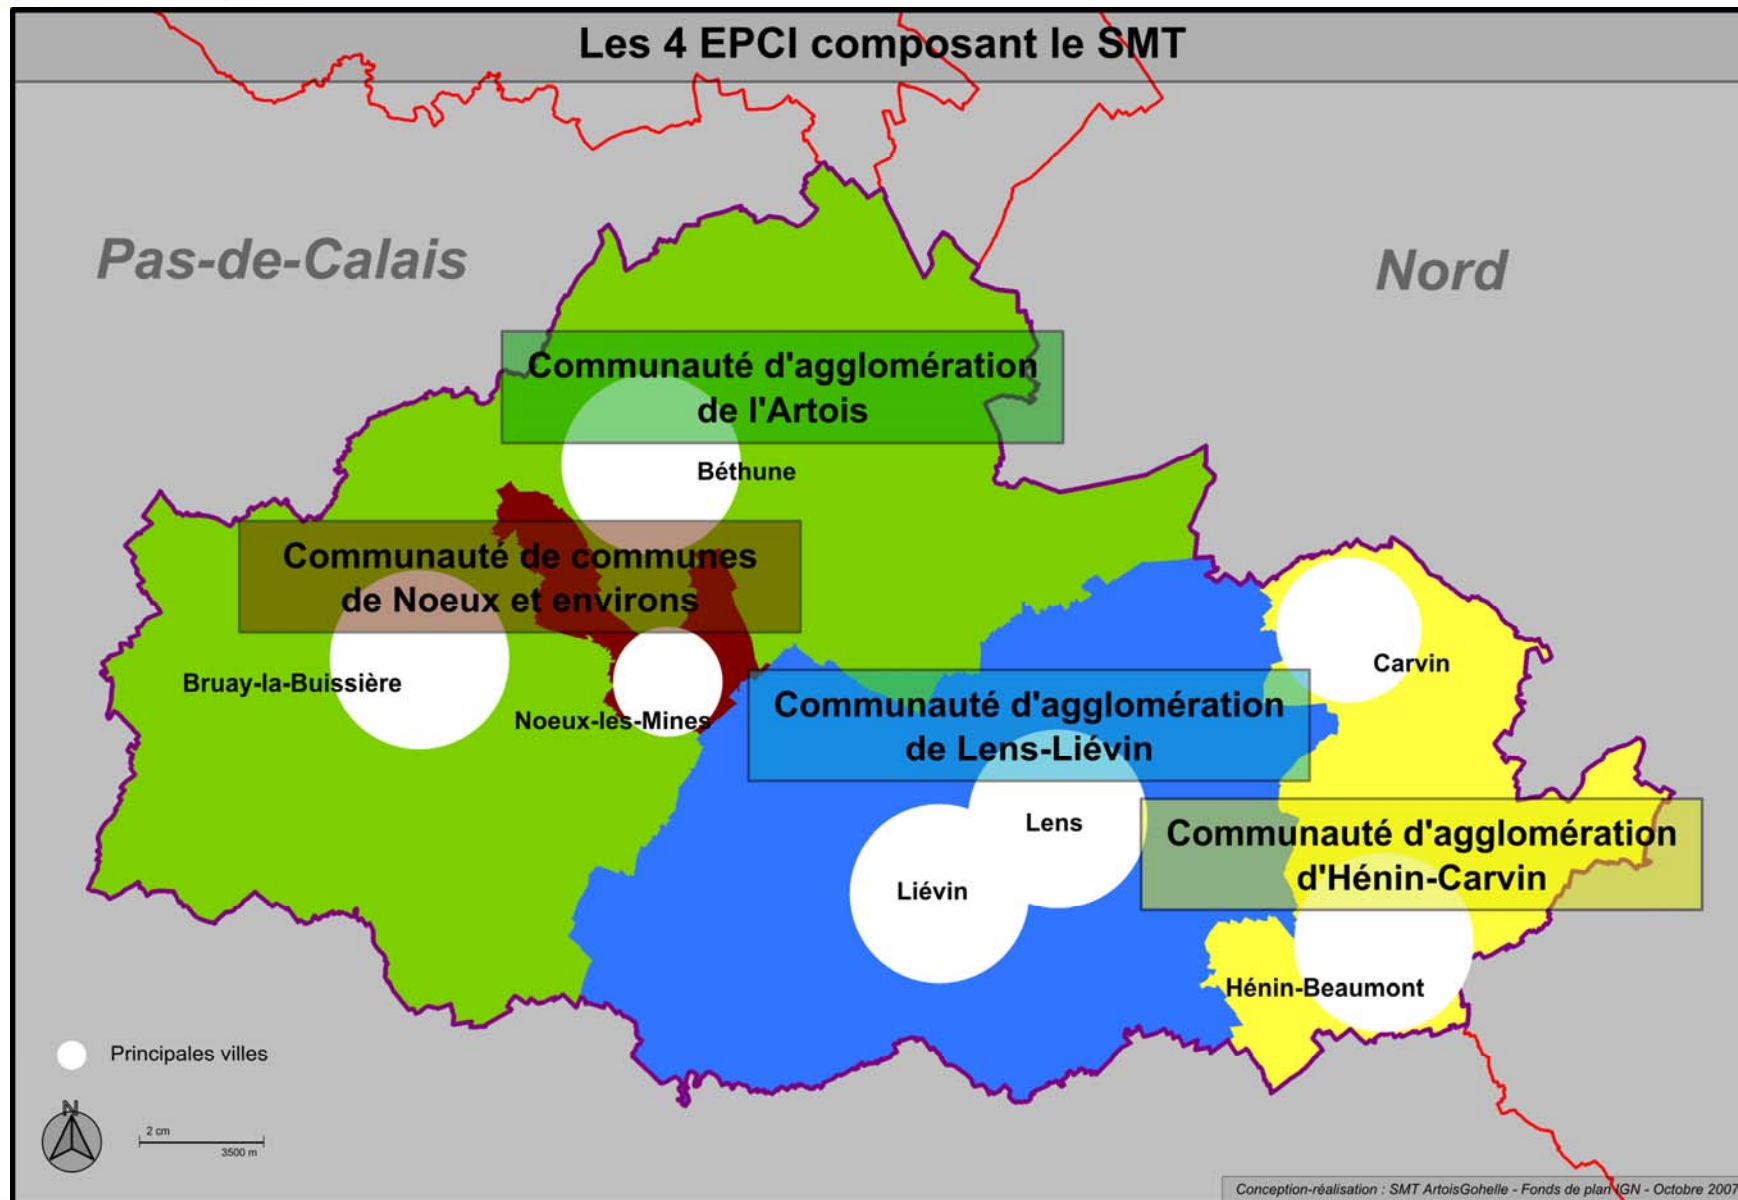 Les 4 EPCI composant le SMT
Pas-de-Calais
Nord
Communauté d'agglomération
de l'Artois
Béthune
Communauté de communes
de Noeux et environs
Bruay-la-Buissière
Noeux-les-Mines
Carvin
Communauté d'agglomération
de Lens-Liévin
Lens
Liévin
Communauté d'agglomération
d'Hénin-Carvin
Hénin-Beaumont
Principales villes
N
2 cm
3500 m
Conception-réalisation : SMT ArtoisGohelle - Fonds de plan IGN - Octobre 2007